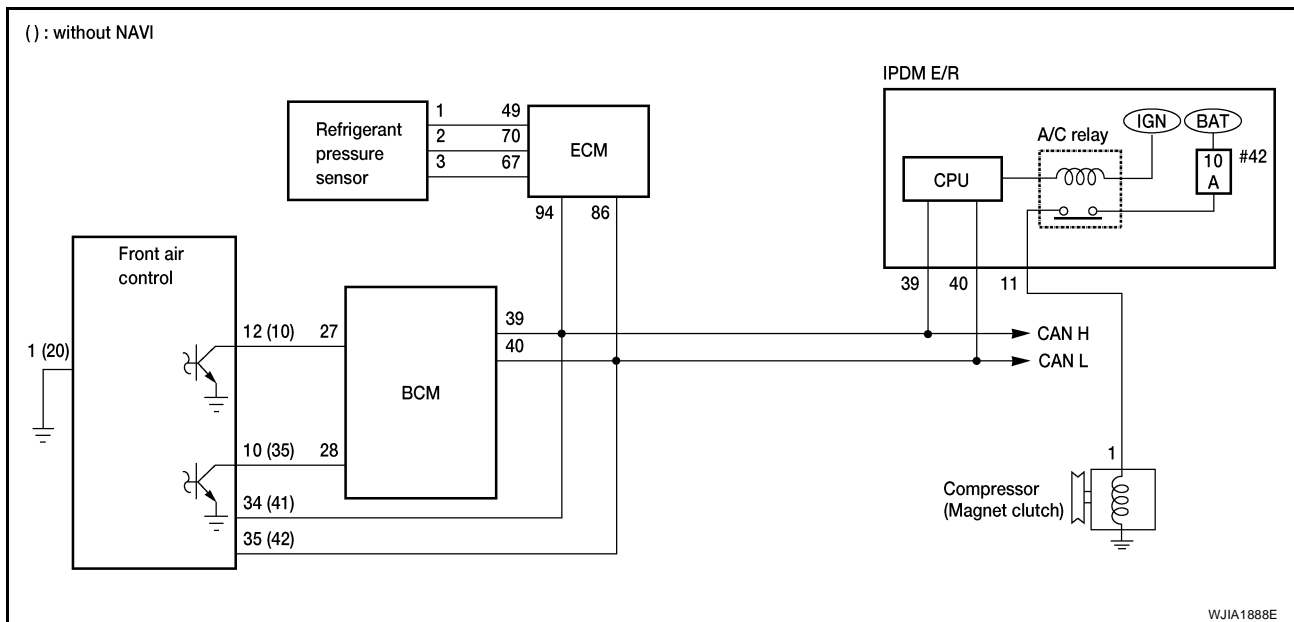 ( ) : without NAVI
IPDM E/R
Refrigerant
pressure
sensor
1
2
3
49
70
67
ECM
94
86
CPU
A/C relay
IGN
BAT
10
A
#42
39
40
11
Front air
control
1 (20)
12 (10)
27
10 (35)
28
34 (41)
35 (42)
BCM
39
40
CAN H
CAN L
1
Compressor
(Magnet clutch)
WJIA1888E